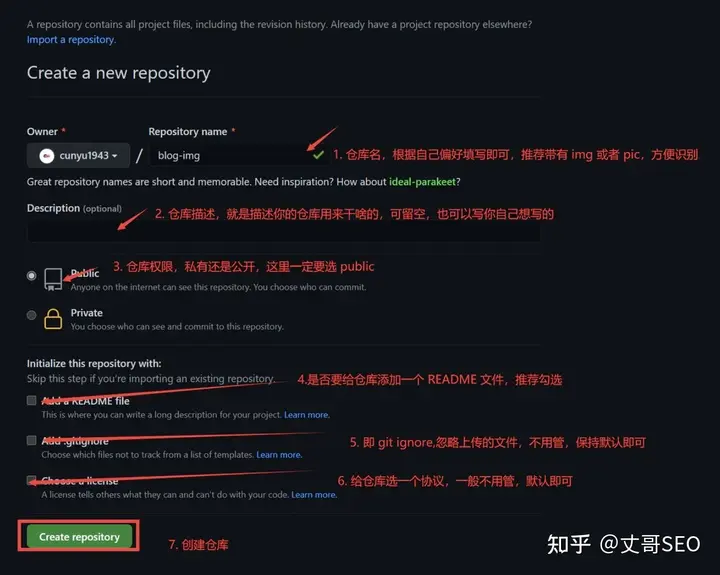 A repository contains all project files, including the revision history. Already have a project repository elsewhere?
Import a repository.
Create a new repository
Owner * Repository name *
cunyu1943 / blog-img
1. 仓库名，根据自己偏好填写即可，推荐带有 img 或者 pic，方便识别
Great repository names are short and memorable. Need inspiration? How about ideal-parakeet?
Description (optional)
2. 仓库描述，就是描述你的仓库用来干啥的，可留空，也可以写你自己想写的
3. 仓库权限，私有还是公开，这里一定要选 public
Public
Anyone on the internet can see this repository. You choose who can commit.
Private
You choose who can see and commit to this repository.
Initialize this repository with:
Skip this step if you're importing an existing repository.
4.是否要给仓库添加一个 README 文件，推荐勾选
Add a README file
This is where you can write a long description for your project. Learn more.
Add .gitignore
5. 即 git ignore,忽略上传的文件，不用管，保持默认即可
Choose which files not to track from a list of templates. Learn more.
Choose a license
6. 给仓库选一个协议，一般不用管，默认即可
A license tells others what they can and can't do with your code. Learn more.
Create repository
7. 创建仓库
知乎 @丈哥SEO